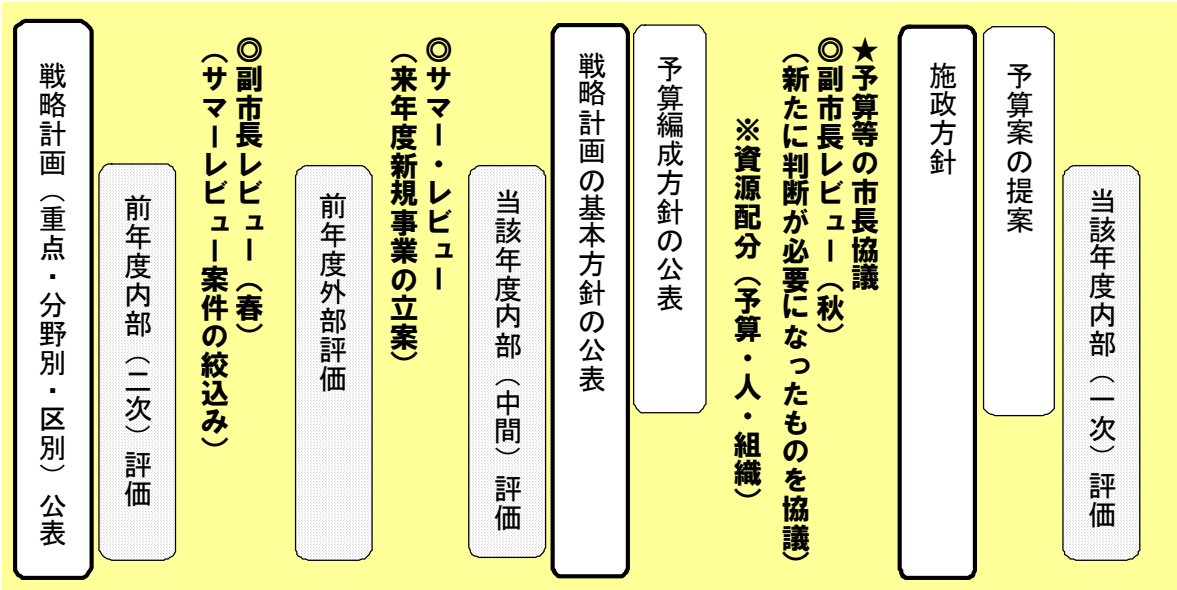 戦略計画（重点・分野別・区別）公表
前年度内部（二次）評価
◎副市長レビュー（春）
（サマーレビュー案件の絞込み）
前年度外部評価
◎サマー・レビュー
（来年度新規事業の立案）
当該年度内部（中間）評価
戦略計画の基本方針の公表
予算編成方針の公表
★予算等の市長協議
◎副市長レビュー（秋）
（新たに判断が必要になったものを協議）
※資源配分（予算・人・組織）
施政方針
予算案の提案
当該年度内部（一次）評価